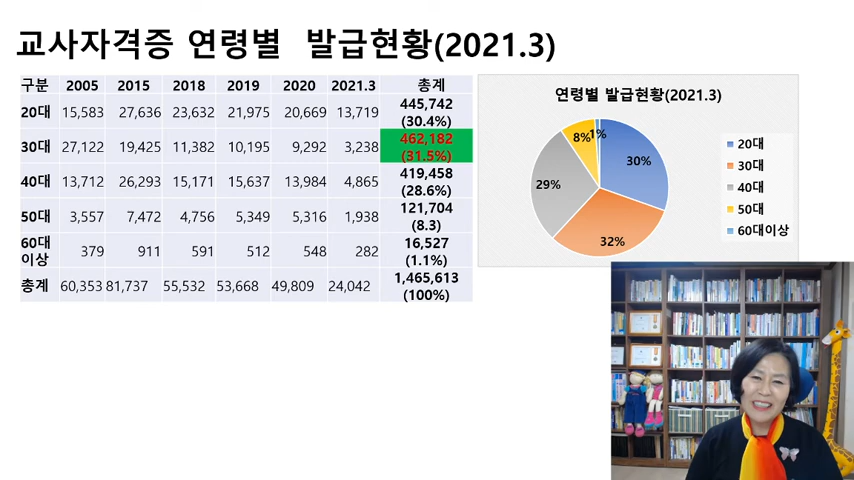 교사자격증 연령별 발급현황(2021.3)
구분 2005 2015 2018 2019 2020 2021.3 총계
20대 15,583 27,636 23,632 21,975 20,669 13,719 445,742 (30.4%)
30대 27,122 19,425 11,382 10,195 9,292 3,238 462,182 (31.5%)
40대 13,712 26,293 15,171 15,637 13,984 4,865 419,458 (28.6%)
50대 3,557 7,472 4,756 5,349 5,316 1,938 121,704 (8.3)
60대 이상 379 911 591 512 548 282 16,527 (1.1%)
총계 60,353 81,737 55,532 53,668 49,809 24,042 1,465,613 (100%)
연령별 발급현황(2021.3)
8% 1%
30%
29%
32%
20대
30대
40대
50대
60대이상